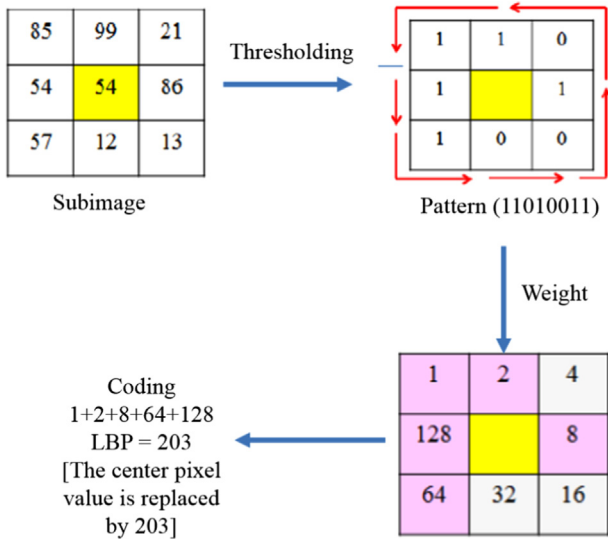 85 99 21
54 54 86
57 12 13
Subimage
Thresholding
1 1 0
1 1
1 0 0
Pattern (11010011)
Weight
1 2 4
128 8
64 32 16
Coding
1+2+8+64+128
LBP = 203
[The center pixel
value is replaced
by 203]